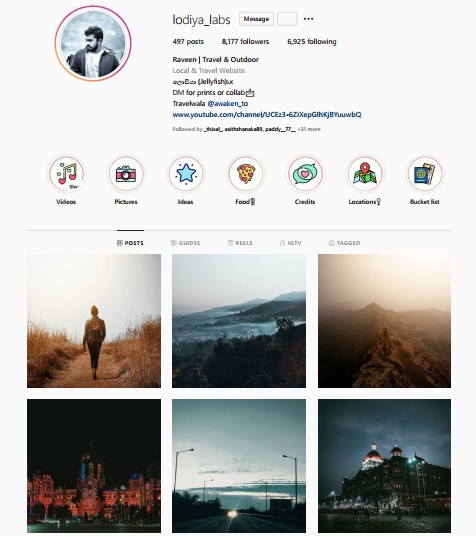 lodiya_labs Message
497 posts 8,177 followers 6,925 following
Raveen | Travel & Outdoor
Local & Travel Website
ලොඩියා (Jellyfish)🇱🇰
DM for prints or collab📩
Travelwala @awaken_to
www.youtube.com/channel/UCEz3-6ZiXepGIhKjBYuuwbQ
Followed by _thisal_, asithshanaka89, paddy__77__ +31 more
Videos Pictures Ideas Food Credits Locations Bucket list
POSTS GUIDES REELS IGTV TAGGED